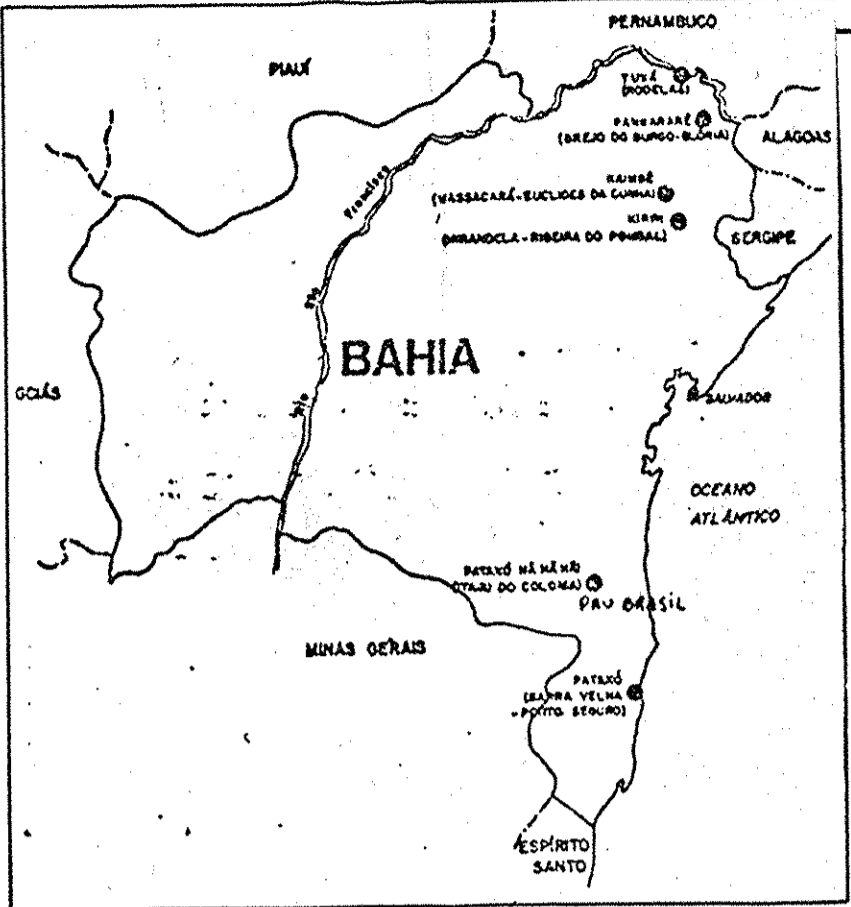 PERNAMBUCO
PIAUÍ
TUXÁ
(RODELAS)
PANKARARÉ
(BREJO DO BURGO-GLÓRIA)
ALAGOAS
KAIMBÉ
(MASSACARÁ-EUCLIDES DA CUNHA)
KIRIRI
(MIRANDELA-RIBEIRA DO POMBAL)
SERGIPE
Rio São Francisco
BAHIA
GOIÁS
SALVADOR
OCEANO
ATLÂNTICO
PATAXÓ HÃ HÃ HÃI
PAU BRASIL
MINAS GERAIS
PATAXÓ
(BARRA VELHA
-PORTO SEGURO)
ESPÍRITO
SANTO